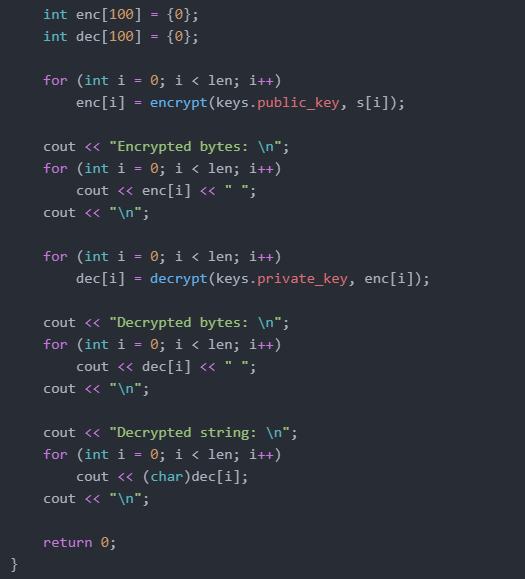 int enc[100] = {0};
int dec[100] = {0};
for (int i = 0; i < len; i++)
enc[i] = encrypt(keys.public_key, s[i]);
cout << "Encrypted bytes: \n";
for (int i = 0; i < len; i++)
cout << enc[i] << " ";
cout << "\n";
for (int i = 0; i < len; i++)
dec[i] = decrypt(keys.private_key, enc[i]);
cout << "Decrypted bytes: \n";
for (int i = 0; i < len; i++)
cout << dec[i] << " ";
cout << "\n";
cout << "Decrypted string: \n";
for (int i = 0; i < len; i++)
cout << (char)dec[i];
cout << "\n";
return 0;
}